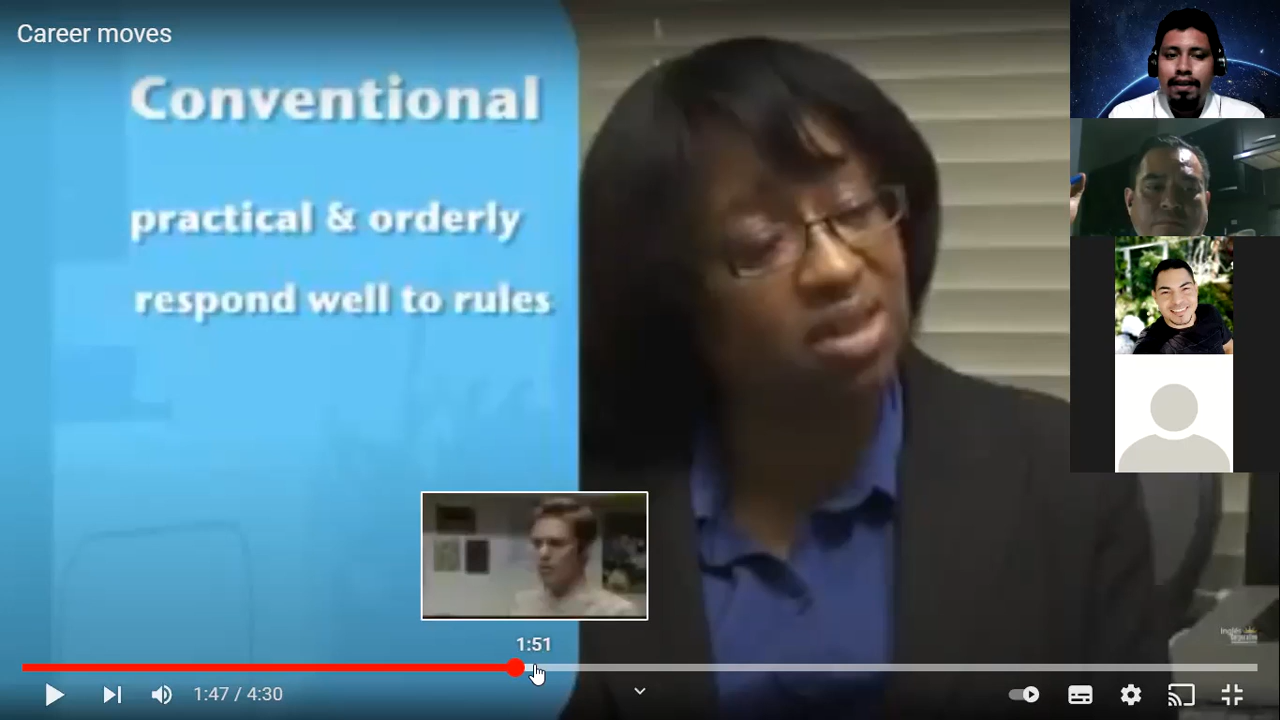 Career moves
Conventional
practical & orderly
respond well to rules
1:51
1:47 / 4:30